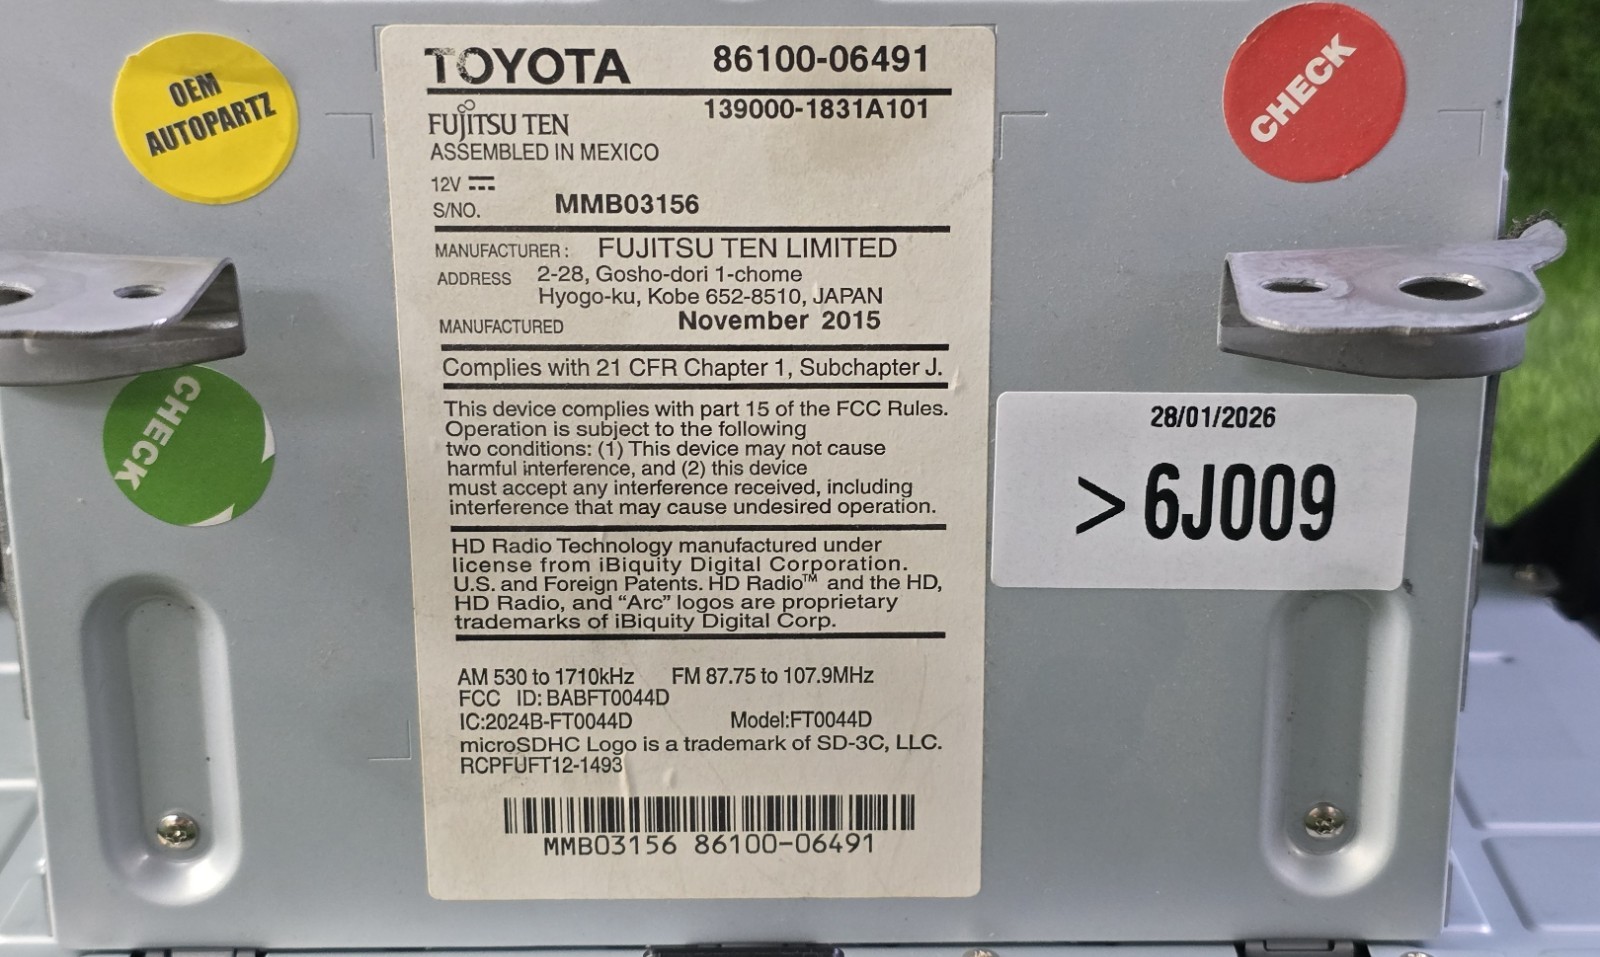 OEM
AUTOPARTZ
TOYOTA 86100-06491
139000-1831A101
FUJITSU TEN
ASSEMBLED IN MEXICO
12V
S/NO. MMB03156
MANUFACTURER: FUJITSU TEN LIMITED
ADDRESS 2-28, Gosho-dori 1-chome
Hyogo-ku, Kobe 652-8510, JAPAN
MANUFACTURED November 2015
Complies with 21 CFR Chapter 1, Subchapter J.
This device complies with part 15 of the FCC Rules.
Operation is subject to the following
two conditions: (1) This device may not cause
harmful interference, and (2) this device
must accept any interference received, including
interference that may cause undesired operation.
HD Radio Technology manufactured under
license from iBiquity Digital Corporation.
U.S. and Foreign Patents. HD Radio™ and the HD,
HD Radio, and “Arc” logos are proprietary
trademarks of iBiquity Digital Corp.
AM 530 to 1710kHz FM 87.75 to 107.9MHz
FCC ID: BABFT0044D
IC:2024B-FT0044D Model:FT0044D
microSDHC Logo is a trademark of SD-3C, LLC.
RCPFUFT12-1493
MMB03156 86100-06491
CHECK
CHECK
28/01/2026
>6J009